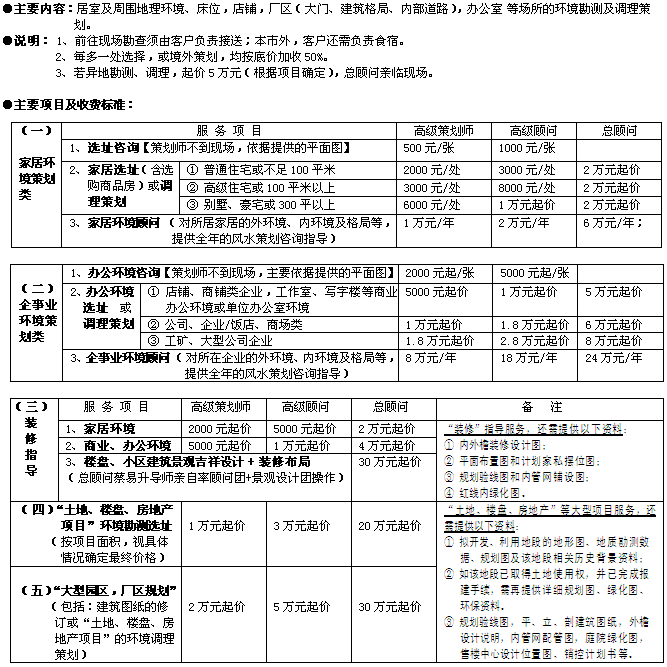 ●主要内容：居室及周围地理环境、床位，店铺，厂区（大门、建筑格局、内部道路），办公室 等场所的环境勘测及调理策
划。
●说明： 1、前往现场勘查须由客户负责接送；本市外，客户还需负责食宿。
2、每多一处选择，或境外策划，均按底价加收 50%。
3、若异地勘测、调理，起价 5 万元（根据项目确定），总顾问亲临现场。
●主要项目及收费标准：
（一）
家居环
境策划
类
服 务 项 目 高级策划师 高级顾问 总顾问
1、选址咨询【策划师不到现场，依据提供的平面图】 500 元/张 1000 元/张
2、家居选址（含选
购商品房）或调
理策划
① 普通住宅或不足 100 平米 2000 元/处 3000 元/处 2 万元起价
② 高级住宅或 100 平米以上 3000 元/处 8000 元/处 2 万元起价
③ 别墅、豪宅或 300 平以上 6000 元/处 1 万元起价 2 万元起价
3、家居环境顾问 （对所居家居的外环境、内环境及格局等，
提供全年的风水策划咨询指导）
1 万元/年 2 万元/年 6 万元/年；
（二）
企事业
环境策
划类
1、办公环境咨询【策划师不到现场，主要依据提供的平面图】 2000 元起/张 5000 元起/张
2、办公环境
选址 或
调理策划
① 店铺、商铺类企业，工作室、写字楼等商业
办公环境或单位办公室环境
5000 元起价 1 万元起价 5 万元起价
② 公司、企业/饭店、商场类 1 万元起价 1.8 万元起价 6 万元起价
③ 工矿、大型公司企业 1.8 万元起价 2.8 万元起价 8 万元起价
3、企事业环境顾问（对所在企业的外环境、内环境及格局等，
提供全年的风水策划咨询指导）
8 万元/年 18 万元/年 24 万元/年
（三）
装
修
指
导
服 务 项 目 高级策划师 高级顾问 总顾问 备 注
1、家居环境 2000 元起价 5000 元起价 2 万元起价
2、商业、办公环境 5000 元起价 1 万元起价 4 万元起价
3、楼盘、小区建筑景观吉祥设计 + 装修布局
（总顾问禁易升导师亲自率顾问团+景观设计团操作）
30 万元起价
“装修”指导服务，还需提供以下资料：
① 内外檐装修设计图；
② 平面布置图和计划家私摆位图；
③ 规划验线图和内管网铺设图；
④ 红线内绿化图。
（四）“土地、楼盘、房地产
项目”环境勘测选址
（按项目面积，视具体
情况确定最终价格）
1 万元起价 3 万元起价 20 万元起价
（五）“大型园区，厂区规划”
（包括：建筑图纸的修
订或“土地、楼盘、房
地产项目”的环境调理
策划）
2 万元起价 5 万元起价 30 万元起价
“土地、楼盘、房地产”等大型项目服务，还
需提供以下资料：
① 拟开发、利用地段的地形图、地质勘测数
据、规划图及该地段相关历史背景资料；
② 如该地段已取得土地使用权，并已完成报
建手续，需再提供详细规划图、绿化图、
环保资料。
③ 规划验线图，平、立、剖建筑图纸，外檐
设计说明，内管网配管图，庭院绿化图，
售楼中心设计位置图、销控计划书等。